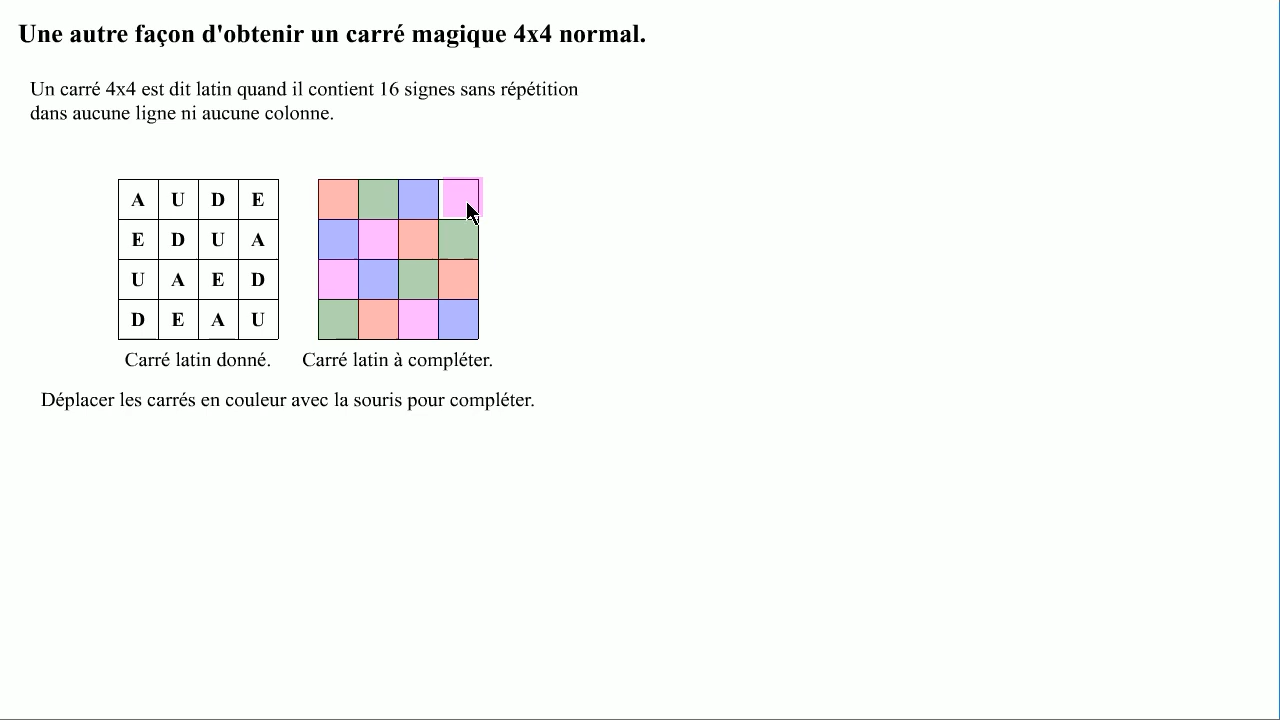 Une autre façon d'obtenir un carré magique 4x4 normal.
Un carré 4x4 est dit latin quand il contient 16 signes sans répétition
dans aucune ligne ni aucune colonne.
A U D E
E D U A
U A E D
D E A U
Carré latin donné. Carré latin à compléter.
Déplacer les carrés en couleur avec la souris pour compléter.